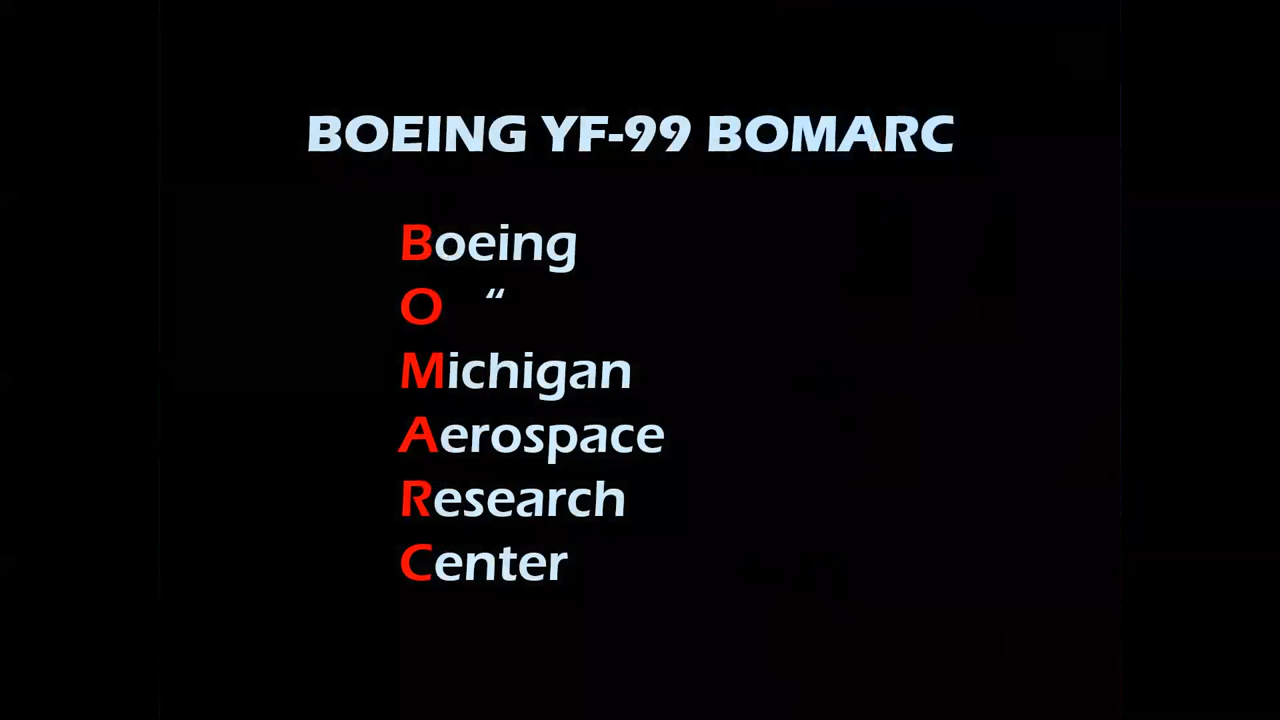 BOEING YF-99 BOMARC
Boeing
O “
Michigan
Aerospace
Research
Center